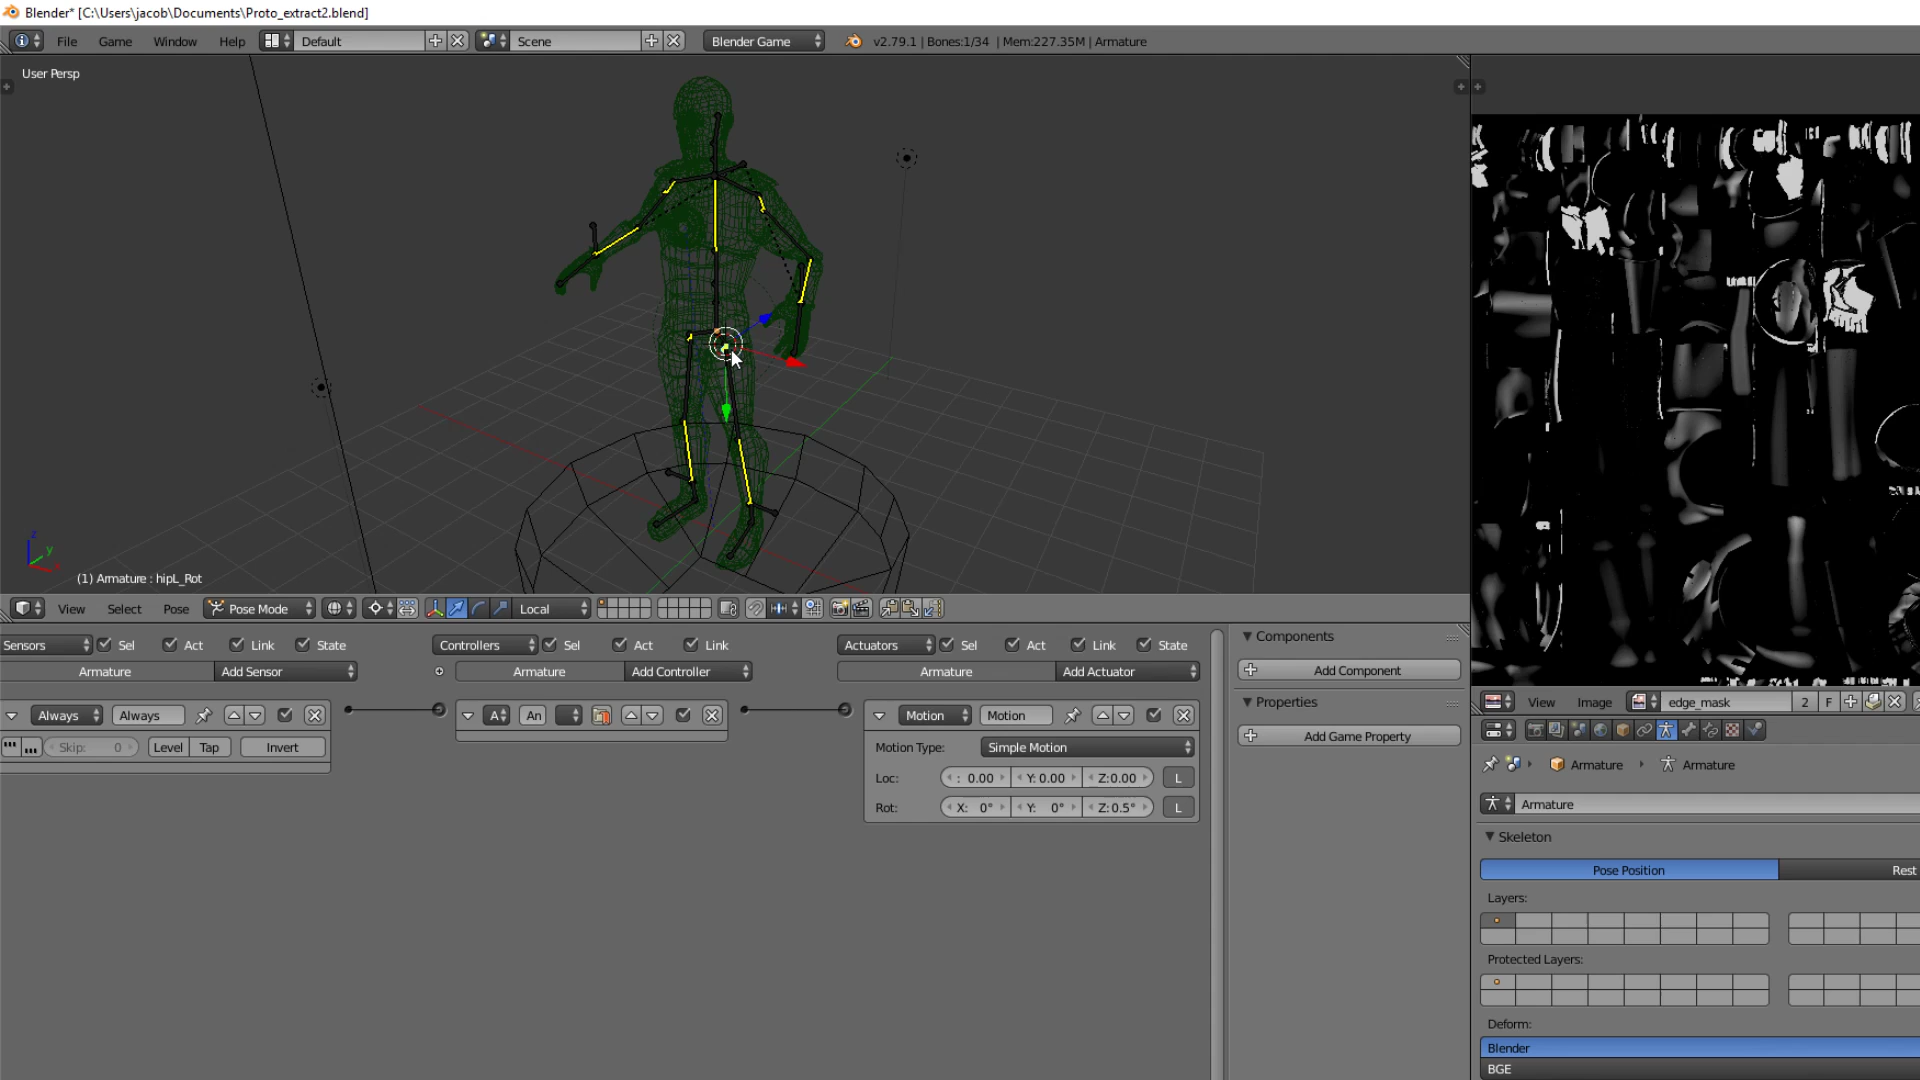 Blender* [C:\Users\jacob\Documents\Proto_extract2.blend]
File Game Window Help Default Scene Blender Game v2.79.1 | Bones:1/34 | Mem:227.35M | Armature
User Persp
z
y
x
(1) Armature : hipL_Rot
View Select Pose Pose Mode Local
Sensors Sel Act Link State Controllers Sel Act Link Actuators Sel Act Link State
Armature Add Sensor Armature Add Controller Armature Add Actuator
Always Always A An Motion Motion
Skip: 0 Level Tap Invert Motion Type: Simple Motion
Loc: : 0.00 Y: 0.00 Z:0.00 L
Rot: X: 0° Y: 0° Z:0.5° L
Components
Add Component
Properties
Add Game Property
View Image edge_mask 2 F
Armature Armature
Armature
Skeleton
Pose Position Rest
Layers:
Protected Layers:
Deform:
Blender
BGE